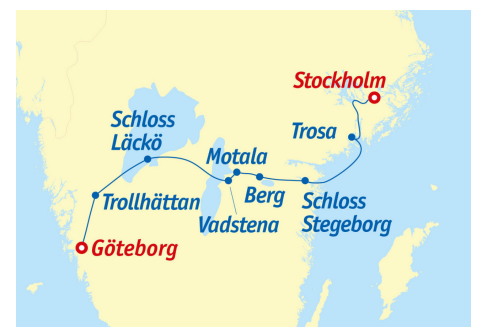 Stockholm
Schloss
Läckö
Trosa
Motala
Trollhättan
Berg
Schloss
Stegeborg
Vadstena
Göteborg